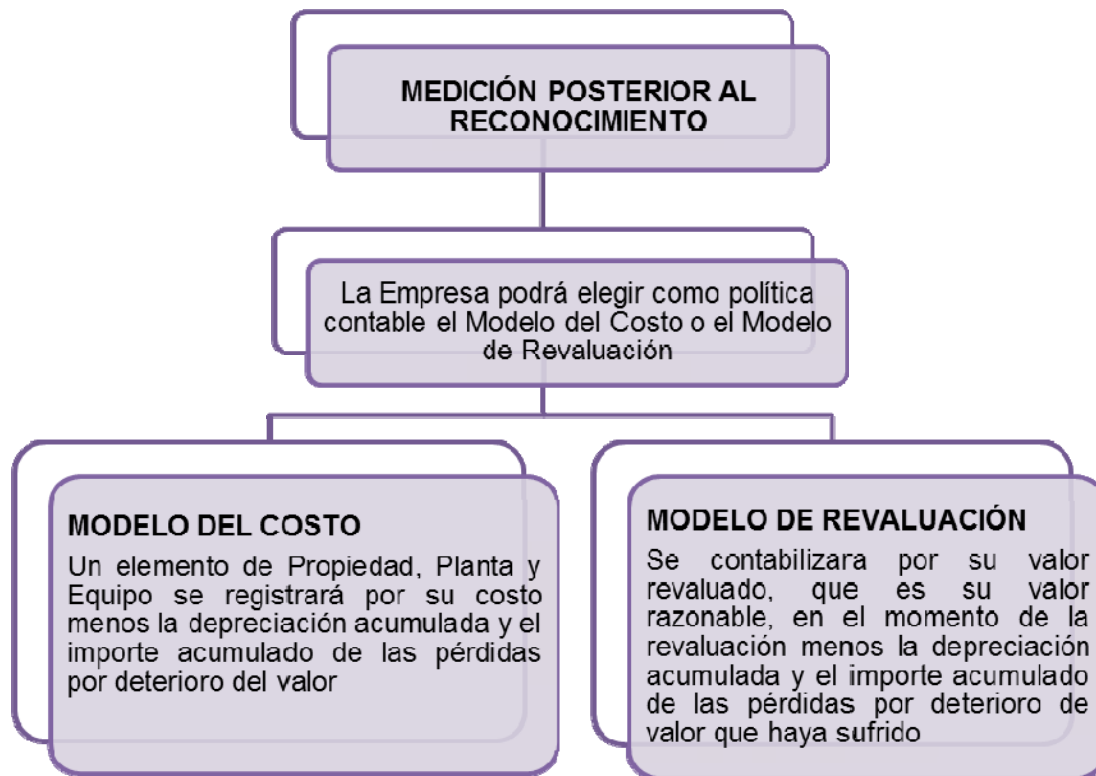 MEDICIÓN POSTERIOR AL
RECONOCIMIENTO
La Empresa podrá elegir como política
contable el Modelo del Costo o el Modelo
de Revaluación
MODELO DEL COSTO
Un elemento de Propiedad, Planta y
Equipo se registrará por su costo
menos la depreciación acumulada y el
importe acumulado de las pérdidas
por deterioro del valor
MODELO DE REVALUACIÓN
Se contabilizara por su valor
revaluado, que es su valor
razonable, en el momento de la
revaluación menos la depreciación
acumulada y el importe acumulado
de las pérdidas por deterioro de
valor que haya sufrido